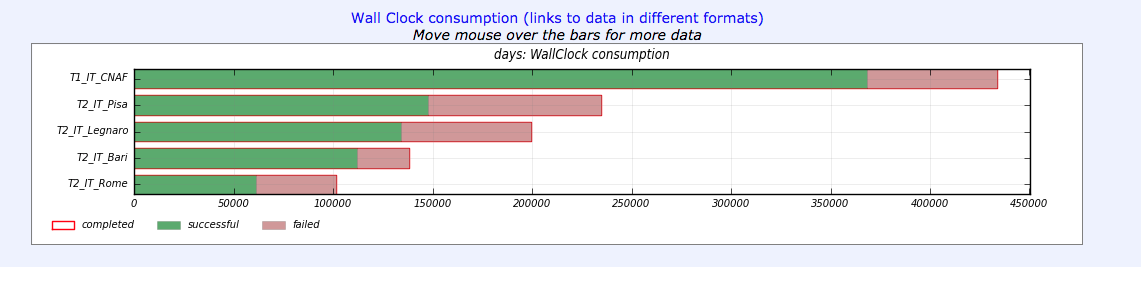 Wall Clock consumption (links to data in different formats)
Move mouse over the bars for more data
days: WallClock consumption
T1_IT_CNAF
T2_IT_Pisa
T2_IT_Legnaro
T2_IT_Bari
T2_IT_Rome
0 50000 100000 150000 200000 250000 300000 350000 400000 450000
completed successful failed